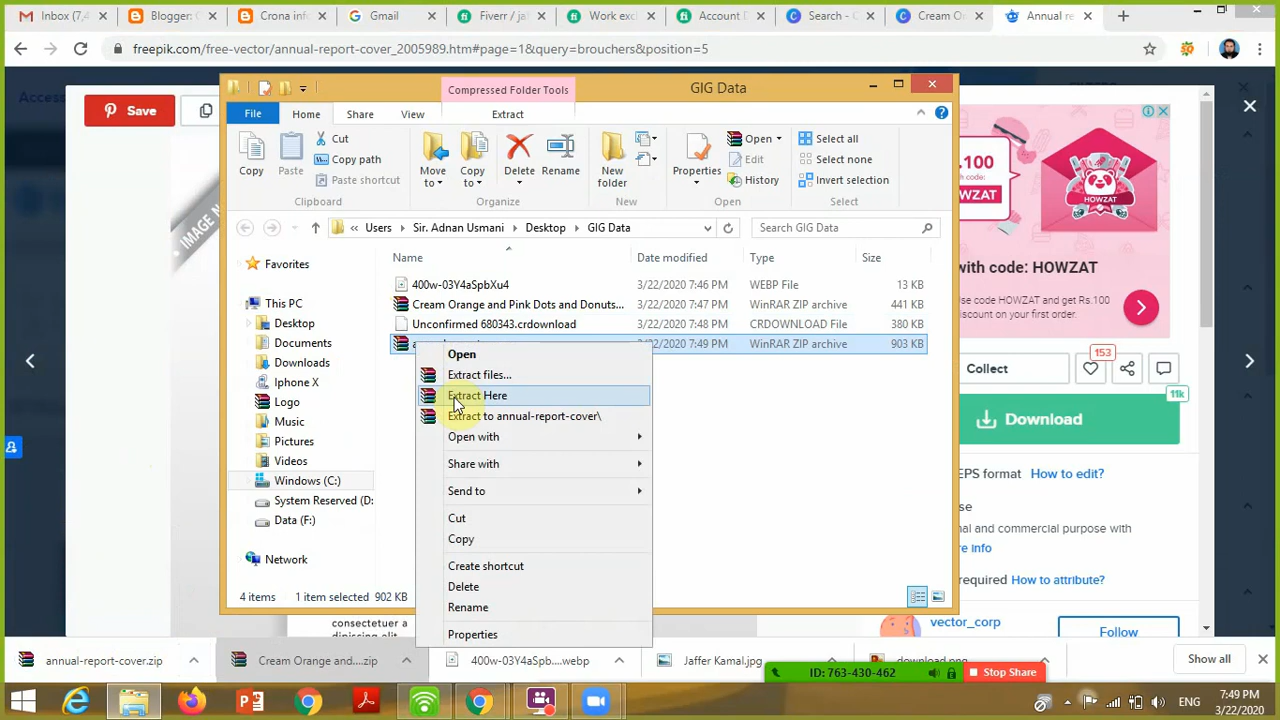 Inbox (7,4
Blogger:
Crona info
Gmail
Fiverr / jaf
Work exc
Account D
Search - C
Cream Or
Annual re
freepik.com/free-vector/annual-report-cover_2005989.htm#page=1&query=brouchers&position=5
Save
IMAGE N
Compressed Folder Tools
GIG Data
File
Home
Share
View
Extract
Copy
Paste
Cut
Copy path
Paste shortcut
Clipboard
Move
to
Copy
to
Delete
Rename
Organize
New
folder
New
Properties
Open
Edit
History
Open
Select all
Select none
Invert selection
Select
«
Users
Sir. Adnan Usmani
Desktop
GIG Data
Search GIG Data
Name
Date modified
Type
Size
400w-03Y4aSpbXu4
3/22/2020 7:46 PM
WEBP File
13 KB
Cream Orange and Pink Dots and Donuts...
3/22/2020 7:47 PM
WinRAR ZIP archive
441 KB
Unconfirmed 680343.crdownload
3/22/2020 7:48 PM
CRDOWNLOAD File
380 KB
3/22/2020 7:49 PM
WinRAR ZIP archive
903 KB
Favorites
This PC
Desktop
Documents
Downloads
Iphone X
Logo
Music
Pictures
Videos
Windows (C:)
System Reserved (D:
Data (F:)
Network
4 items
1 item selected 902 KB
Open
Extract files...
Extract Here
Extract to annual-report-cover\
Open with
Share with
Send to
Cut
Copy
Create shortcut
Delete
Rename
Properties
s.100
HOWZAT
with code: HOWZAT
Use code HOWZAT and get Rs.100
discount on your first order.
Collect
153
11k
Download
EPS format
How to edit?
l and commercial purpose with
required
How to attribute?
vector_corp
Follow
consectetuer a
dipiscing elit
annual-report-cover.zip
Cream Orange and....zip
400w-03Y4aSpb....webp
Jaffer Kamal.jpg
download.png
Show all
ID: 763-430-462
Stop Share
ENG
7:49 PM
3/22/2020